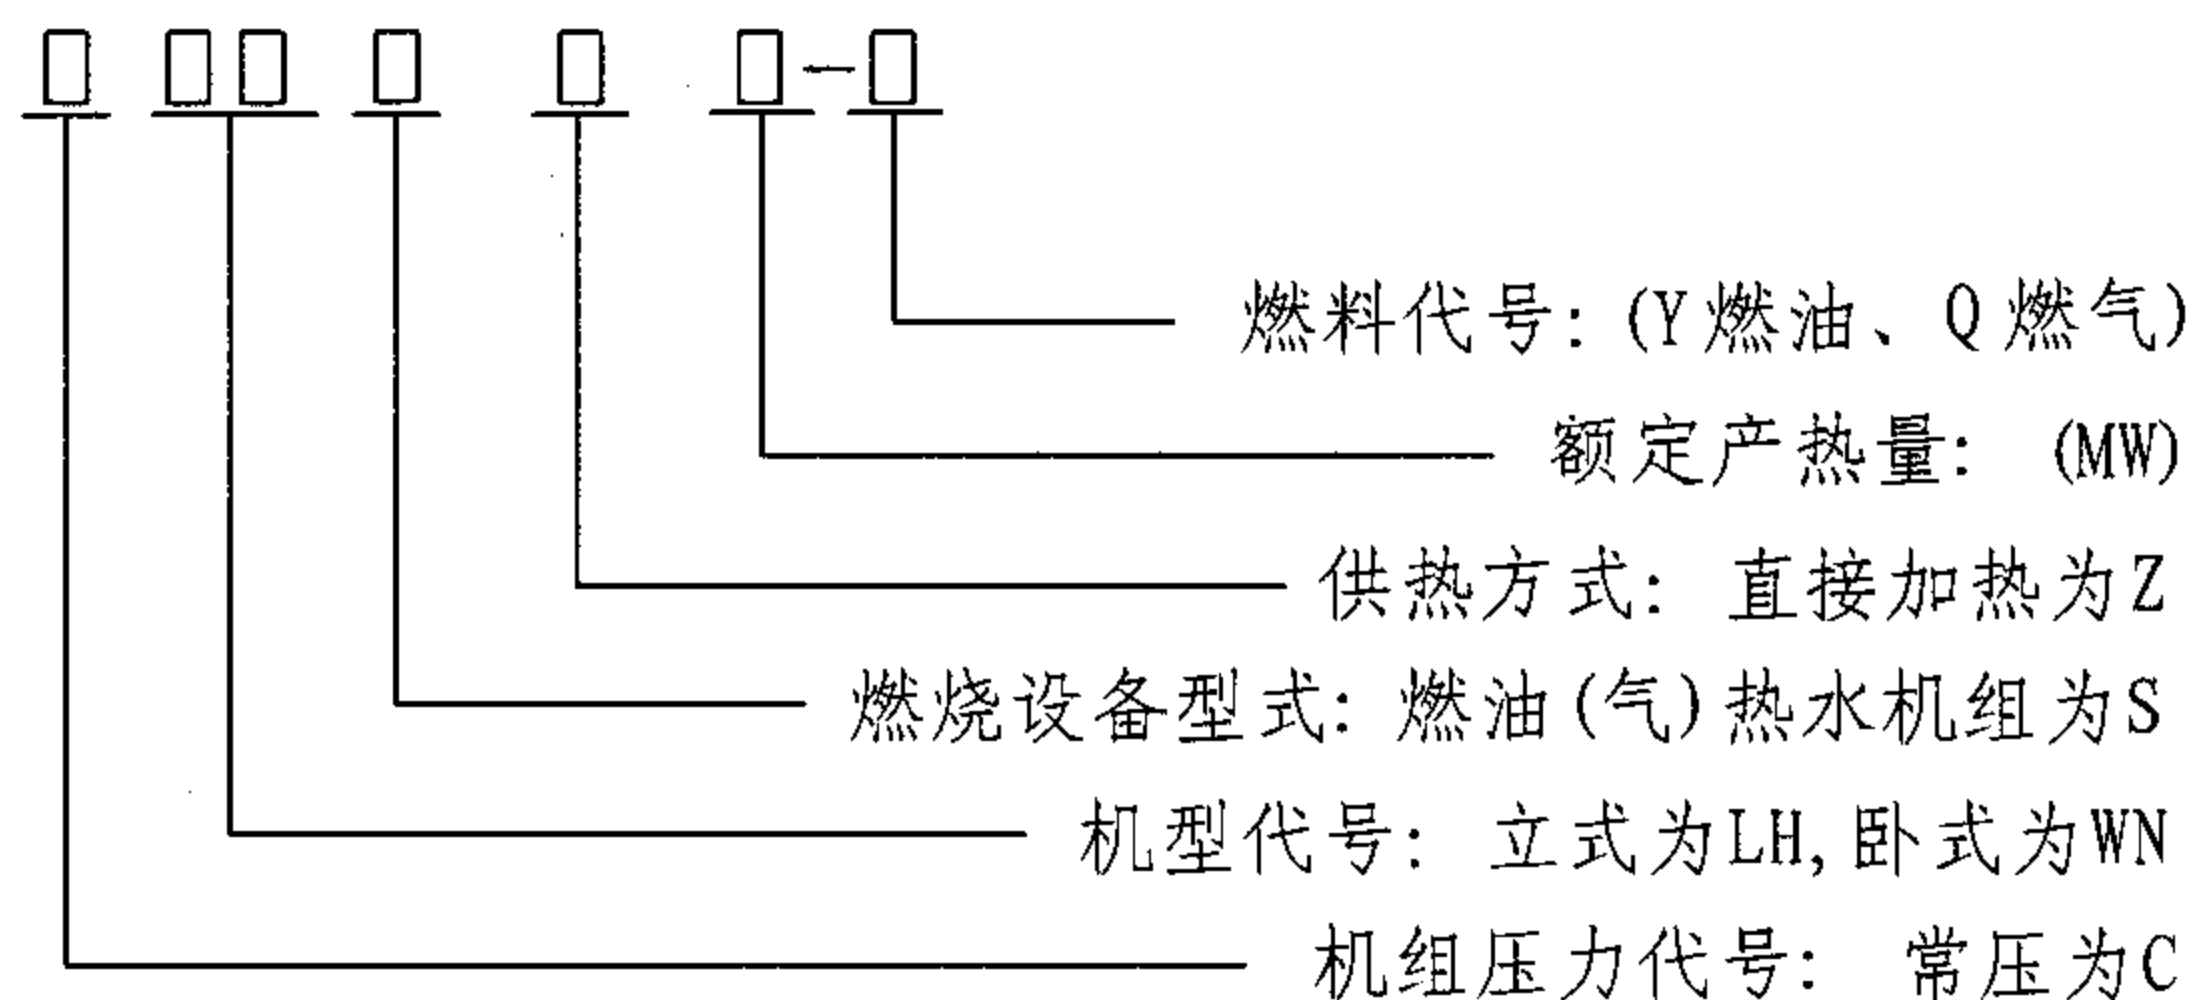 燃料代号: (Y燃油、Q燃气)
额定产热量: (MW)
供热方式: 直接加热为Z
燃烧设备型式: 燃油(气)热水机组为S
机型代号: 立式为LH, 卧式为WN
机组压力代号: 常压为C